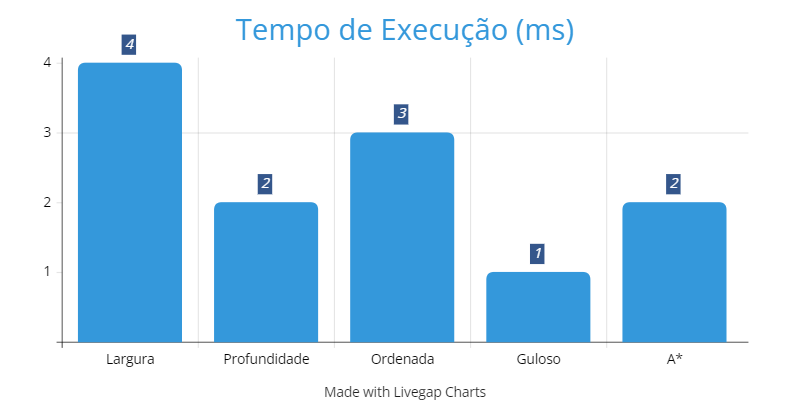 Tempo de Execução (ms)
4
3
2
1
4
2
3
1
2
Largura
Profundidade
Ordenada
Guloso
A*
Made with Livegap Charts